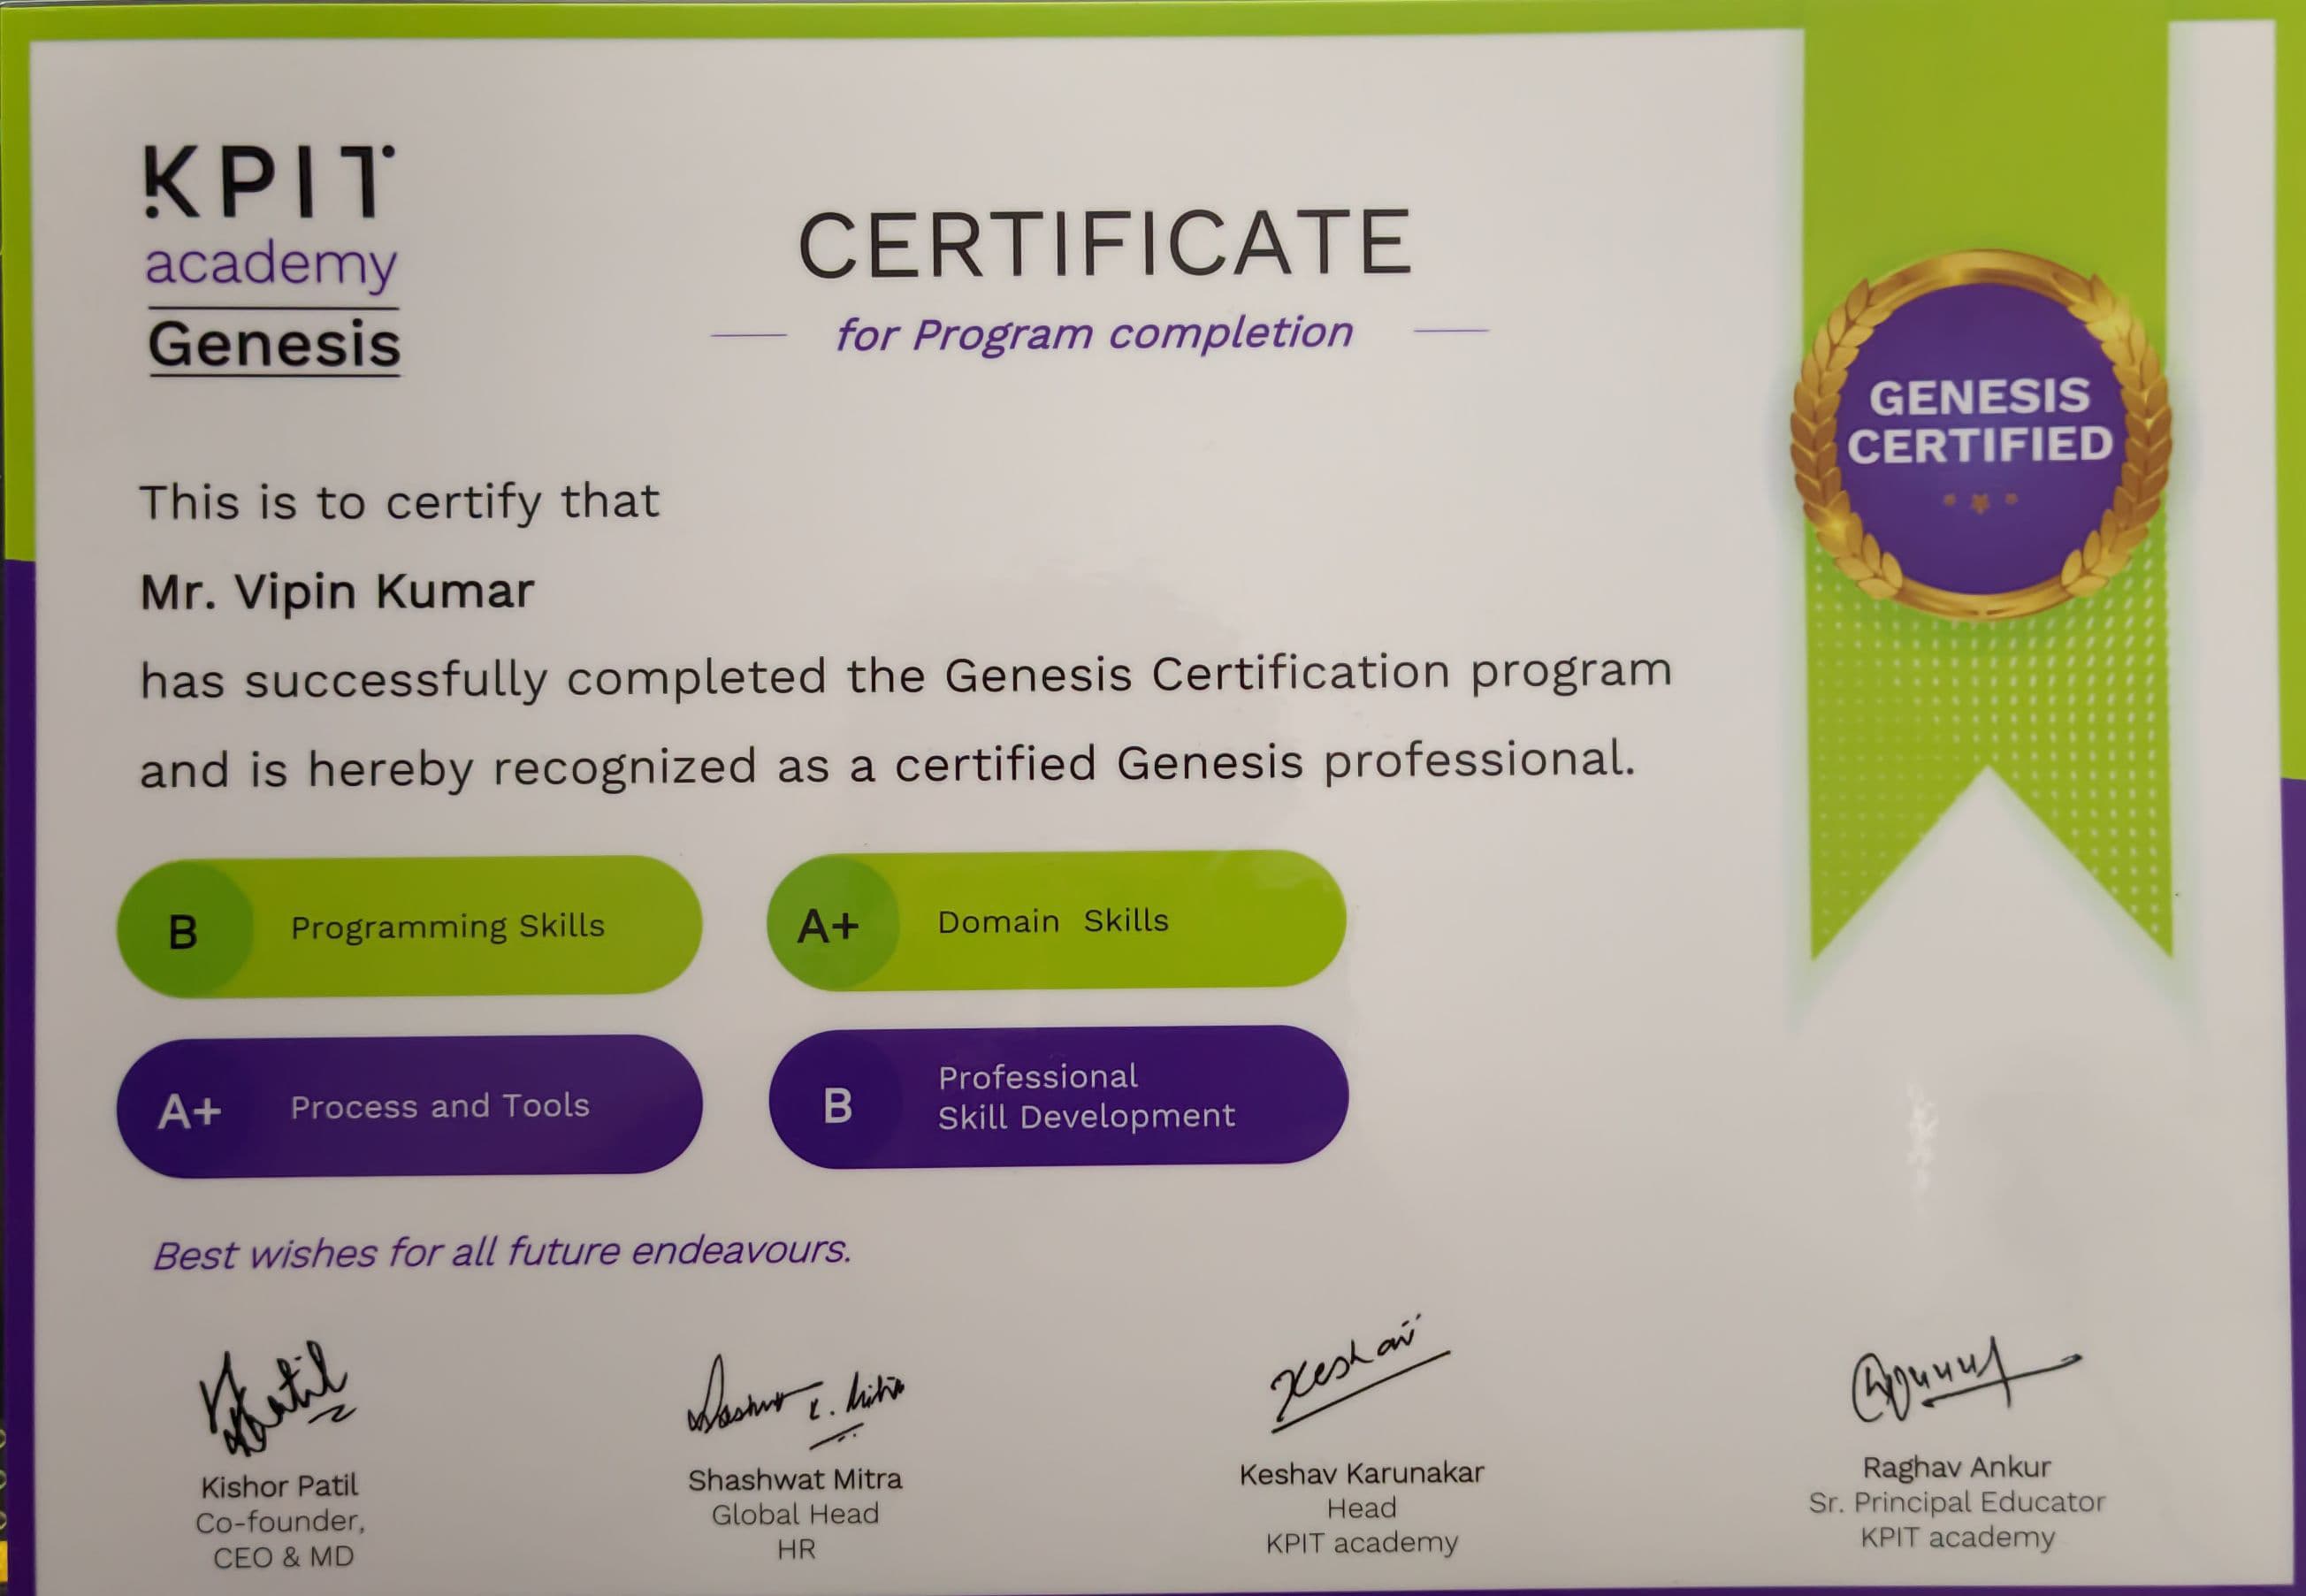 KPIT
academy
Genesis
CERTIFICATE
for Program completion
GENESIS
CERTIFIED
This is to certify that
Mr. Vipin Kumar
has successfully completed the Genesis Certification program
and is hereby recognized as a certified Genesis professional.
B Programming Skills
A+ Domain Skills
A+ Process and Tools
B Professional
Skill Development
Best wishes for all future endeavours.
Kishor Patil
Co-founder,
CEO & MD
Shashwat Mitra
Global Head
HR
Keshav
Keshav Karunakar
Head
KPIT academy
Raghav Ankur
Sr. Principal Educator
KPIT academy